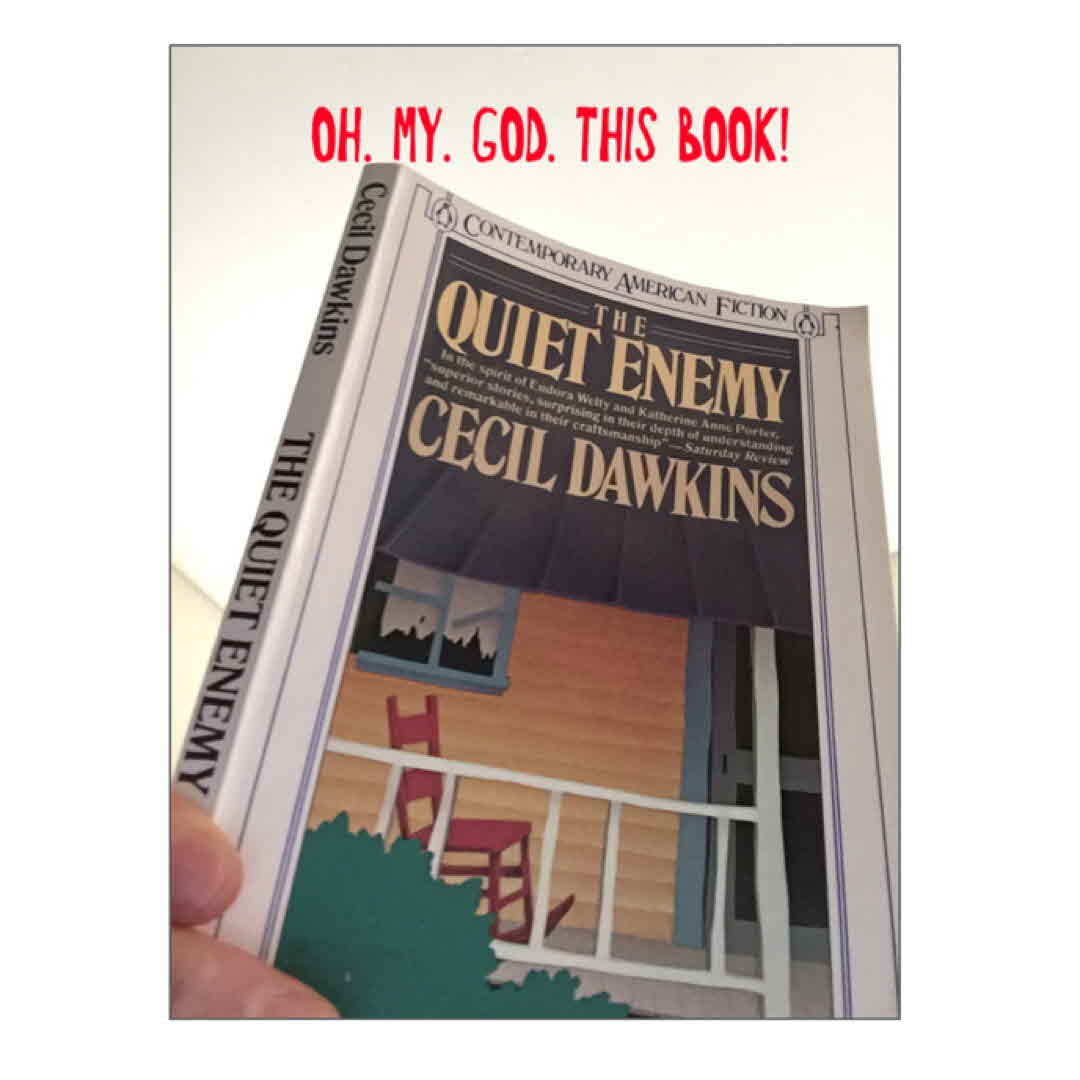 OH. MY. GOD. THIS BOOK!
Cecil Dawkins THE QUIET ENEMY
CONTEMPORARY AMERICAN FICTION
THE
QUIET ENEMY
In the spirit of Eudora Welty and Katherine Anne Porter,
"superior stories, surprising in their depth of understanding
and remarkable in their craftsmanship"—Saturday Review
CECIL DAWKINS